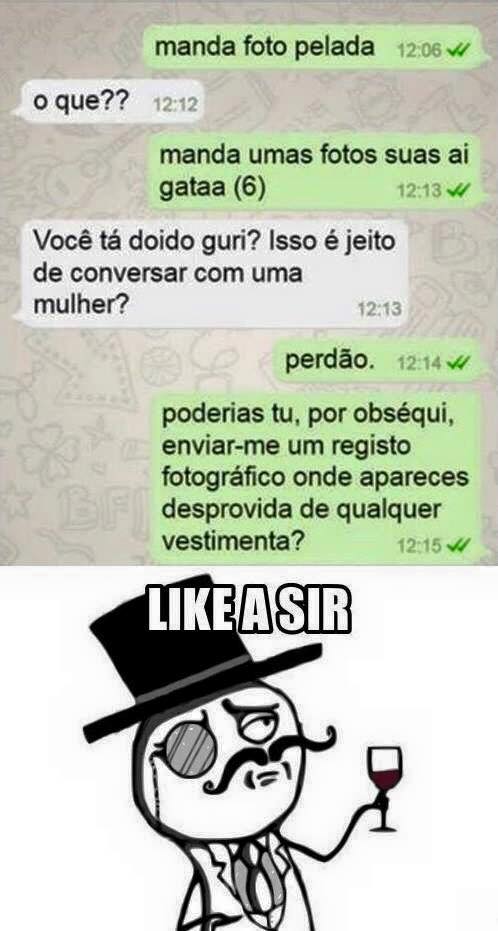 manda foto pelada 12:06
o que?? 12:12
manda umas fotos suas ai
gataa (6) 12:13
Você tá doido guri? Isso é jeito
de conversar com uma
mulher? 12:13
perdão. 12:14
poderias tu, por obséqui,
enviar-me um registo
fotográfico onde apareces
desprovida de qualquer
vestimenta? 12:15
LIKE A SIR